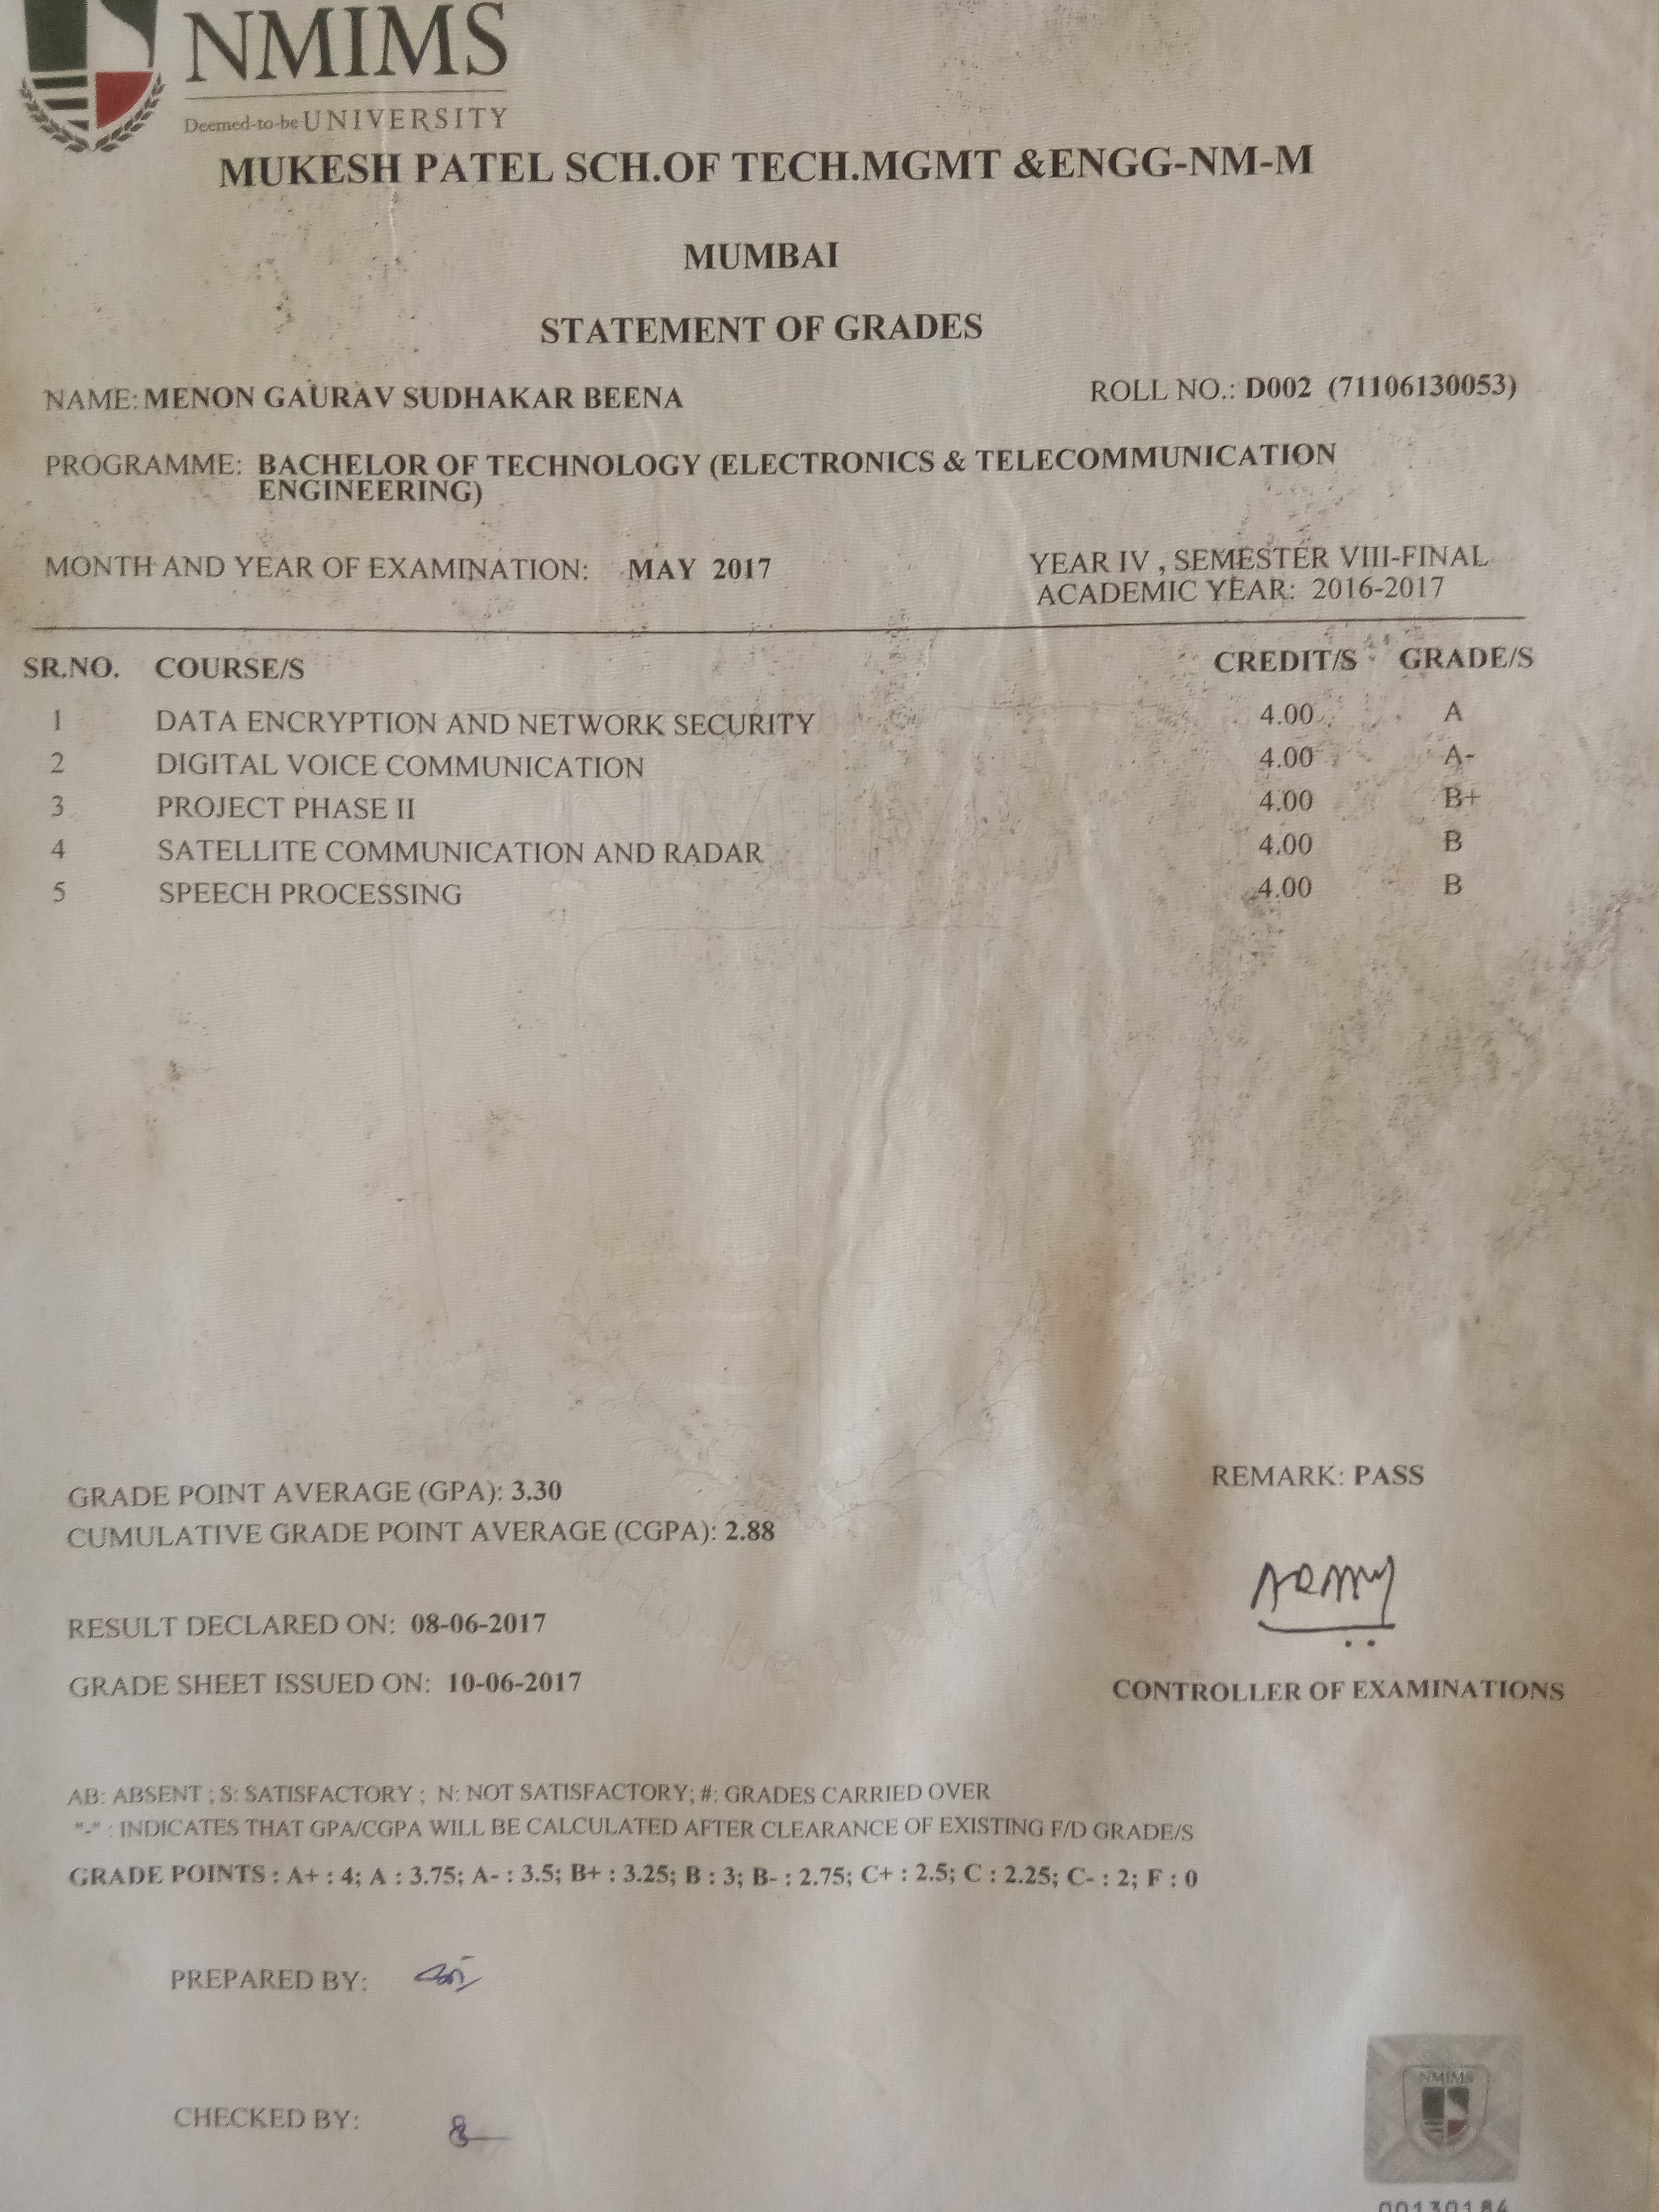 NMIMS
Deemed-to-be UNIVERSITY
MUKESH PATEL SCH.OF TECH.MGMT &ENGG-NM-M
MUMBAI
STATEMENT OF GRADES
NAME: MENON GAURAV SUDHAKAR BEENA ROLL NO.: D002 (71106130053)
PROGRAMME: BACHELOR OF TECHNOLOGY (ELECTRONICS & TELECOMMUNICATION
ENGINEERING)
MONTH AND YEAR OF EXAMINATION: MAY 2017 YEAR IV , SEMESTER VIII-FINAL
ACADEMIC YEAR: 2016-2017
SR.NO. COURSE/S CREDIT/S GRADE/S
1 DATA ENCRYPTION AND NETWORK SECURITY 4.00 A
2 DIGITAL VOICE COMMUNICATION 4.00 A-
3 PROJECT PHASE II 4.00 B+
4 SATELLITE COMMUNICATION AND RADAR 4.00 B
5 SPEECH PROCESSING 4.00 B
GRADE POINT AVERAGE (GPA): 3.30 REMARK: PASS
CUMULATIVE GRADE POINT AVERAGE (CGPA): 2.88
RESULT DECLARED ON: 08-06-2017
GRADE SHEET ISSUED ON: 10-06-2017 CONTROLLER OF EXAMINATIONS
AB: ABSENT ; S: SATISFACTORY ; N: NOT SATISFACTORY; #: GRADES CARRIED OVER
"-" : INDICATES THAT GPA/CGPA WILL BE CALCULATED AFTER CLEARANCE OF EXISTING F/D GRADE/S
GRADE POINTS : A+ : 4; A : 3.75; A- : 3.5; B+ : 3.25; B : 3; B- : 2.75; C+ : 2.5; C : 2.25; C- : 2; F : 0
PREPARED BY:
CHECKED BY:
NMIMS
00130184